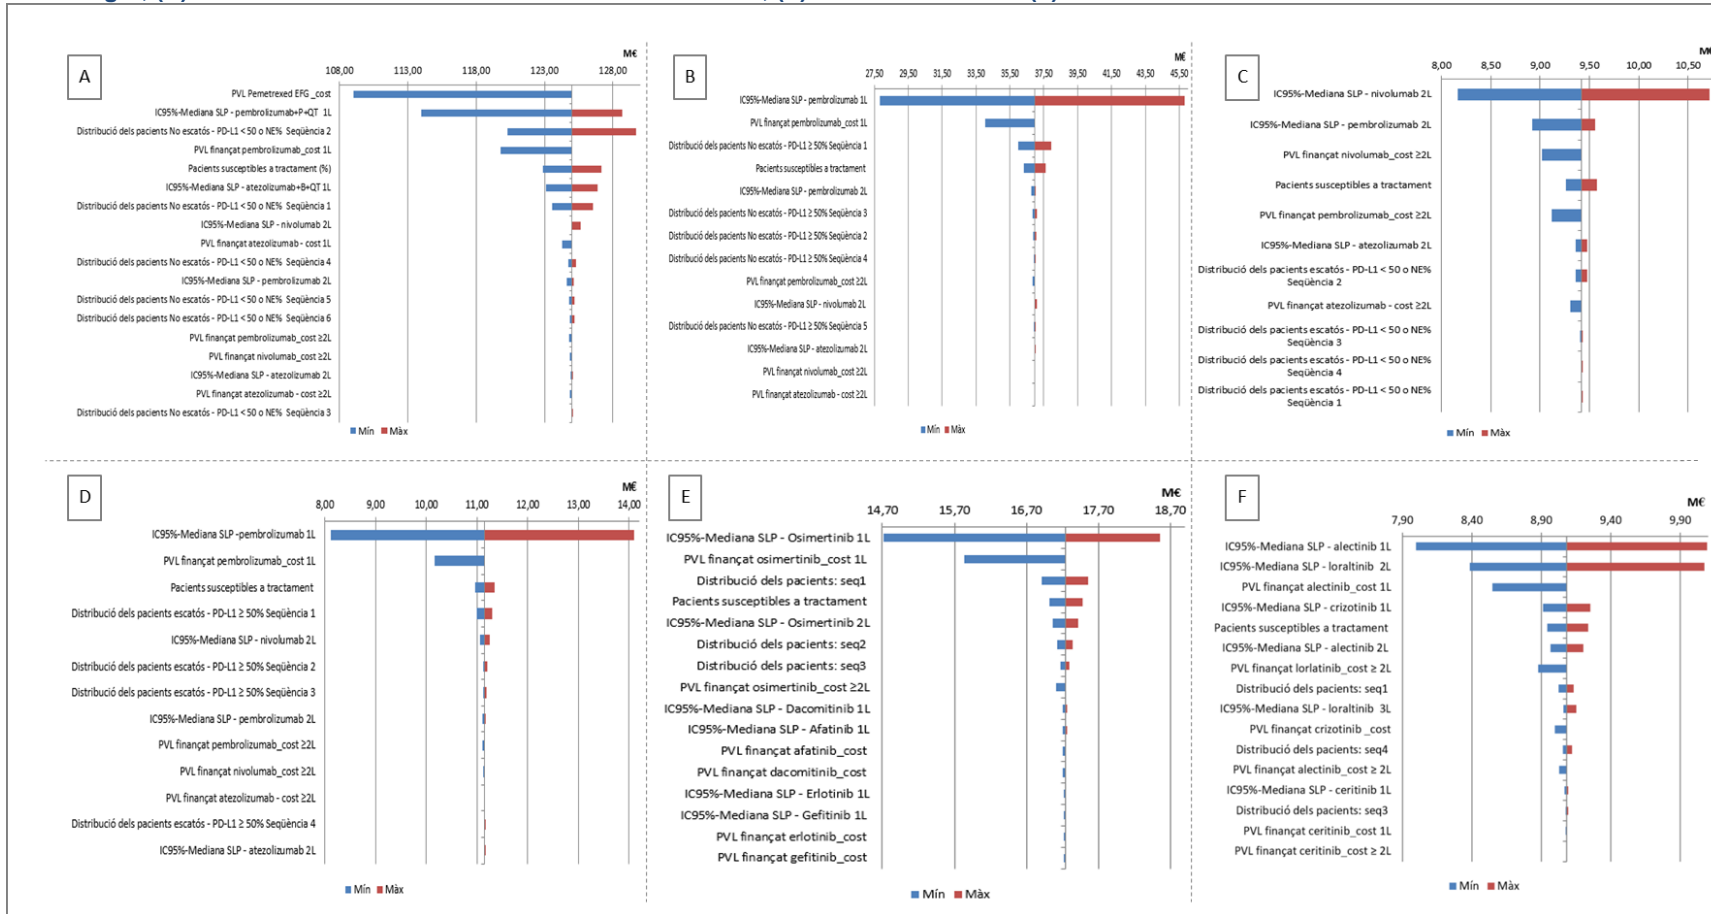 A
M€
108,00 113,00 118,00 123,00 128,00
PVL Pemetrexed EFG _cost
IC95%-Mediana SLP - pembrolizumab+P+QT 1L
Distribució dels pacients No escatós - PD-L1 < 50 o NE% Seqüència 2
PVL finançat pembrolizumab_cost 1L
Pacients susceptibles a tractament (%)
IC95%-Mediana SLP - atezolizumab+B+QT 1L
Distribució dels pacients No escatós - PD-L1 < 50 o NE% Seqüència 1
IC95%-Mediana SLP - nivolumab 2L
PVL finançat atezolizumab - cost 1L
Distribució dels pacients No escatós - PD-L1 < 50 o NE% Seqüència 4
IC95%-Mediana SLP - pembrolizumab 2L
Distribució dels pacients No escatós - PD-L1 < 50 o NE% Seqüència 5
Distribució dels pacients No escatós - PD-L1 < 50 o NE% Seqüència 6
PVL finançat pembrolizumab_cost ≥2L
PVL finançat nivolumab_cost ≥2L
IC95%-Mediana SLP - atezolizumab 2L
PVL finançat atezolizumab - cost ≥2L
Distribució dels pacients No escatós - PD-L1 < 50 o NE% Seqüència 3
Mín Màx
B
M€
27,50 29,50 31,50 33,50 35,50 37,50 39,50 41,50 43,50 45,50
IC95%-Mediana SLP - pembrolizumab 1L
PVL finançat pembrolizumab_cost 1L
Distribució dels pacients No escatós - PD-L1 ≥ 50% Seqüència 1
Pacients susceptibles a tractament
IC95%-Mediana SLP - pembrolizumab 2L
Distribució dels pacients No escatós - PD-L1 ≥ 50% Seqüència 3
Distribució dels pacients No escatós - PD-L1 ≥ 50% Seqüència 2
Distribució dels pacients No escatós - PD-L1 ≥ 50% Seqüència 4
PVL finançat pembrolizumab_cost ≥2L
IC95%-Mediana SLP - nivolumab 2L
Distribució dels pacients No escatós - PD-L1 ≥ 50% Seqüència 5
IC95%-Mediana SLP - atezolizumab 2L
PVL finançat nivolumab_cost ≥2L
PVL finançat atezolizumab - cost ≥2L
Mín Màx
C
M€
8,00 8,50 9,00 9,50 10,00 10,50
IC95%-Mediana SLP - nivolumab 2L
IC95%-Mediana SLP - pembrolizumab 2L
PVL finançat nivolumab_cost ≥2L
Pacients susceptibles a tractament
PVL finançat pembrolizumab_cost ≥2L
IC95%-Mediana SLP - atezolizumab 2L
Distribució dels pacients escatós - PD-L1 < 50 o NE%
Seqüència 2
PVL finançat atezolizumab - cost ≥2L
Distribució dels pacients escatós - PD-L1 < 50 o NE%
Seqüència 3
Distribució dels pacients escatós - PD-L1 < 50 o NE%
Seqüència 4
Distribució dels pacients escatós - PD-L1 < 50 o NE%
Seqüència 1
Mín Màx
D
M€
8,00 9,00 10,00 11,00 12,00 13,00 14,00
IC95%-Mediana SLP -pembrolizumab 1L
PVL finançat pembrolizumab_cost 1L
Pacients susceptibles a tractament
Distribució dels pacients escatós - PD-L1 ≥ 50% Seqüència 1
IC95%-Mediana SLP - nivolumab 2L
Distribució dels pacients escatós - PD-L1 ≥ 50% Seqüència 2
Distribució dels pacients escatós - PD-L1 ≥ 50% Seqüència 3
IC95%-Mediana SLP - pembrolizumab 2L
PVL finançat pembrolizumab_cost ≥2L
PVL finançat nivolumab_cost ≥2L
PVL finançat atezolizumab - cost ≥2L
Distribució dels pacients escatós - PD-L1 ≥ 50% Seqüència 4
IC95%-Mediana SLP - atezolizumab 2L
Mín Màx
E
M€
14,70 15,70 16,70 17,70 18,70
IC95%-Mediana SLP - Osimertinib 1L
PVL finançat osimertinib_cost 1L
Distribució dels pacients: seq1
Pacients susceptibles a tractament
IC95%-Mediana SLP - Osimertinib 2L
Distribució dels pacients: seq2
Distribució dels pacients: seq3
PVL finançat osimertinib_cost ≥2L
IC95%-Mediana SLP - Dacomitinib 1L
IC95%-Mediana SLP - Afatinib 1L
PVL finançat afatinib_cost
PVL finançat dacomitinib_cost
IC95%-Mediana SLP - Erlotinib 1L
IC95%-Mediana SLP - Gefitinib 1L
PVL finançat erlotinib_cost
PVL finançat gefitinib_cost
Mín Màx
F
M€
7,90 8,40 8,90 9,40 9,90
IC95%-Mediana SLP - alectinib 1L
IC95%-Mediana SLP - loraltinib 2L
PVL finançat alectinib_cost 1L
IC95%-Mediana SLP - crizotinib 1L
Pacients susceptibles a tractament
IC95%-Mediana SLP - alectinib 2L
PVL finançat lorlatinib_cost ≥ 2L
Distribució dels pacients: seq1
IC95%-Mediana SLP - loraltinib 3L
PVL finançat crizotinib _cost
Distribució dels pacients: seq4
PVL finançat alectinib_cost ≥ 2L
IC95%-Mediana SLP - ceritinib 1L
Distribució dels pacients: seq3
PVL finançat ceritinib_cost 1L
PVL finançat ceritinib_cost ≥ 2L
Mín Màx